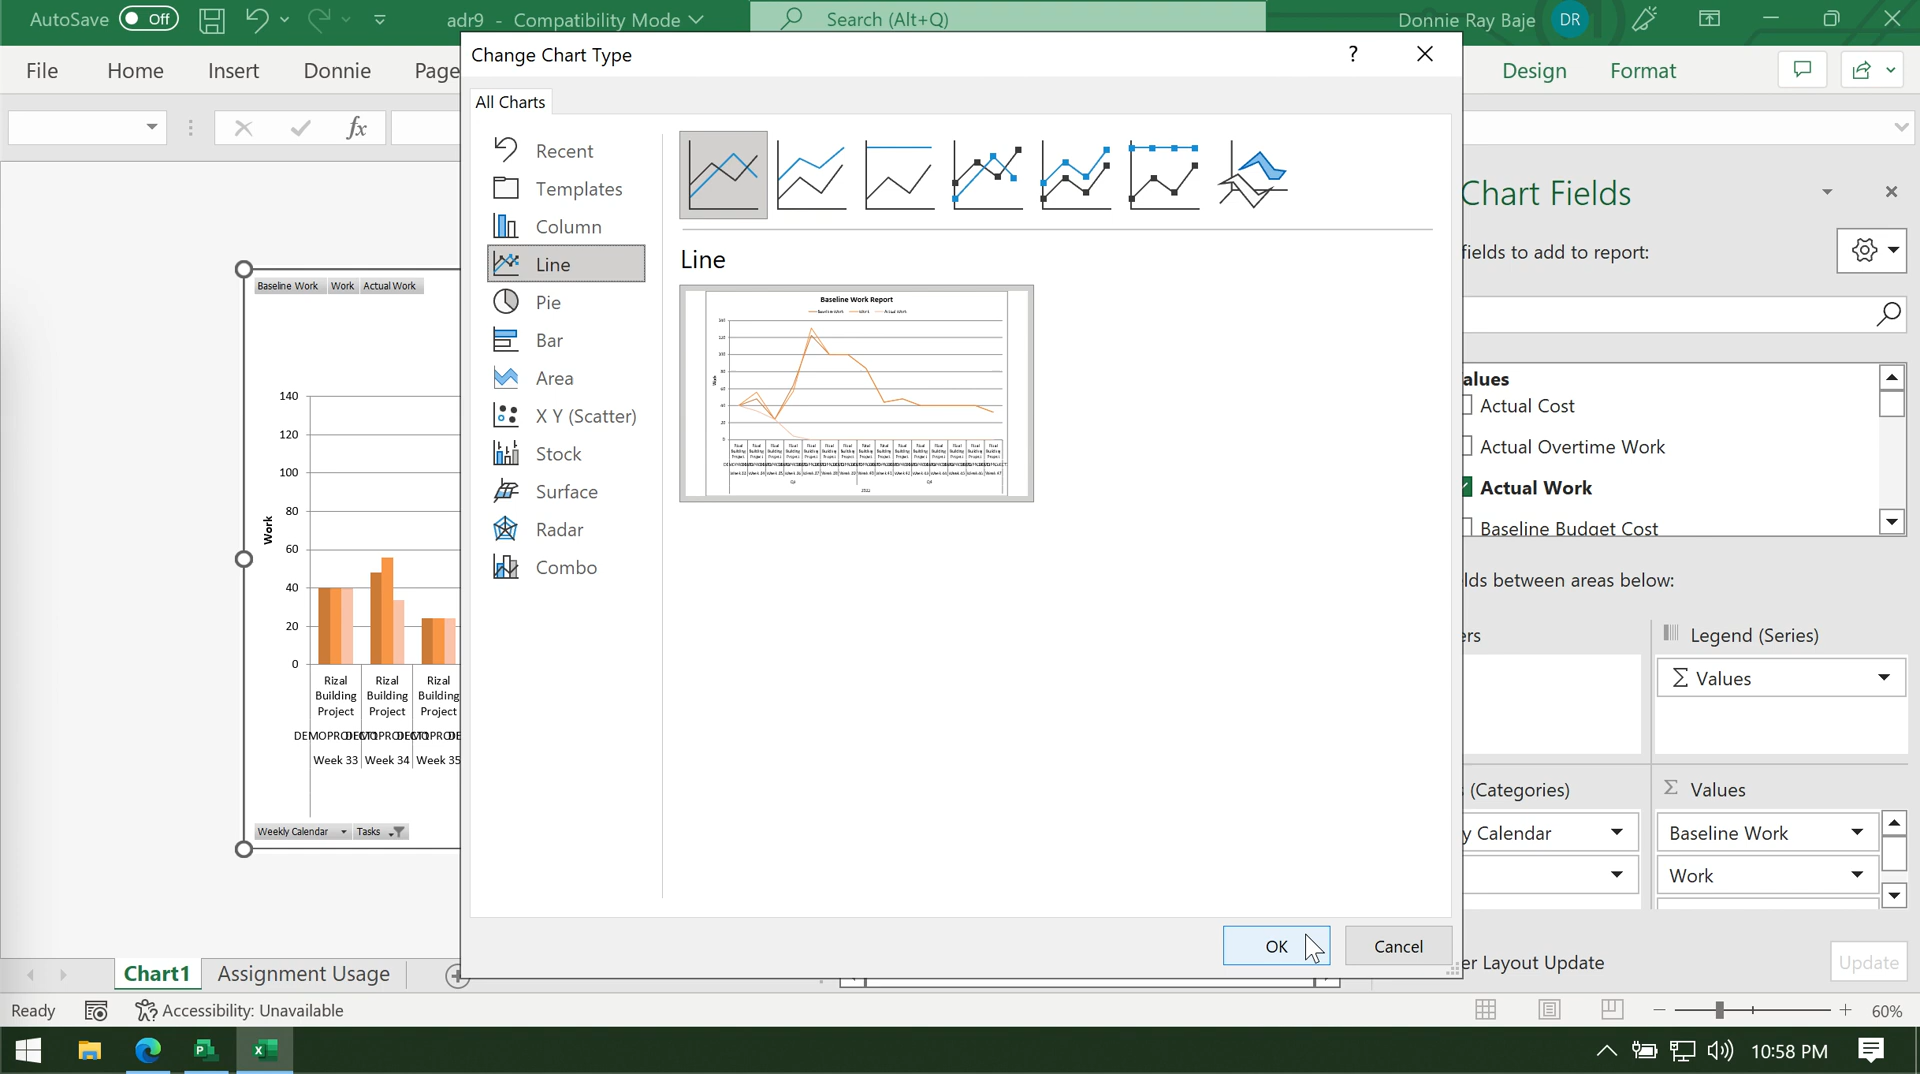 AutoSave Off adr9 - Compatibility Mode Search (Alt+Q) Donnie Ray Baje DR
File Home Insert Donnie Page Design Format
fx
Change Chart Type ?
All Charts
Recent
Templates
Column
Line
Pie
Bar
Area
X Y (Scatter)
Stock
Surface
Radar
Combo
Line
Baseline Work Report
Baseline Work Work Actual Work
140
120
100
80
60
40
20
0
Work
Rizal Building Project
Rizal Building Project
Rizal Building Project
Week 33 Week 34 Week 35
Weekly Calendar Tasks
OK Cancel
Chart Fields
fields to add to report:
alues
Actual Cost
Actual Overtime Work
Actual Work
Baseline Budget Cost
lds between areas below:
ers Legend (Series)
Σ Values
(Categories) Σ Values
y Calendar Baseline Work
Work
er Layout Update Update
Chart1 Assignment Usage
Ready Accessibility: Unavailable 60%
10:58 PM